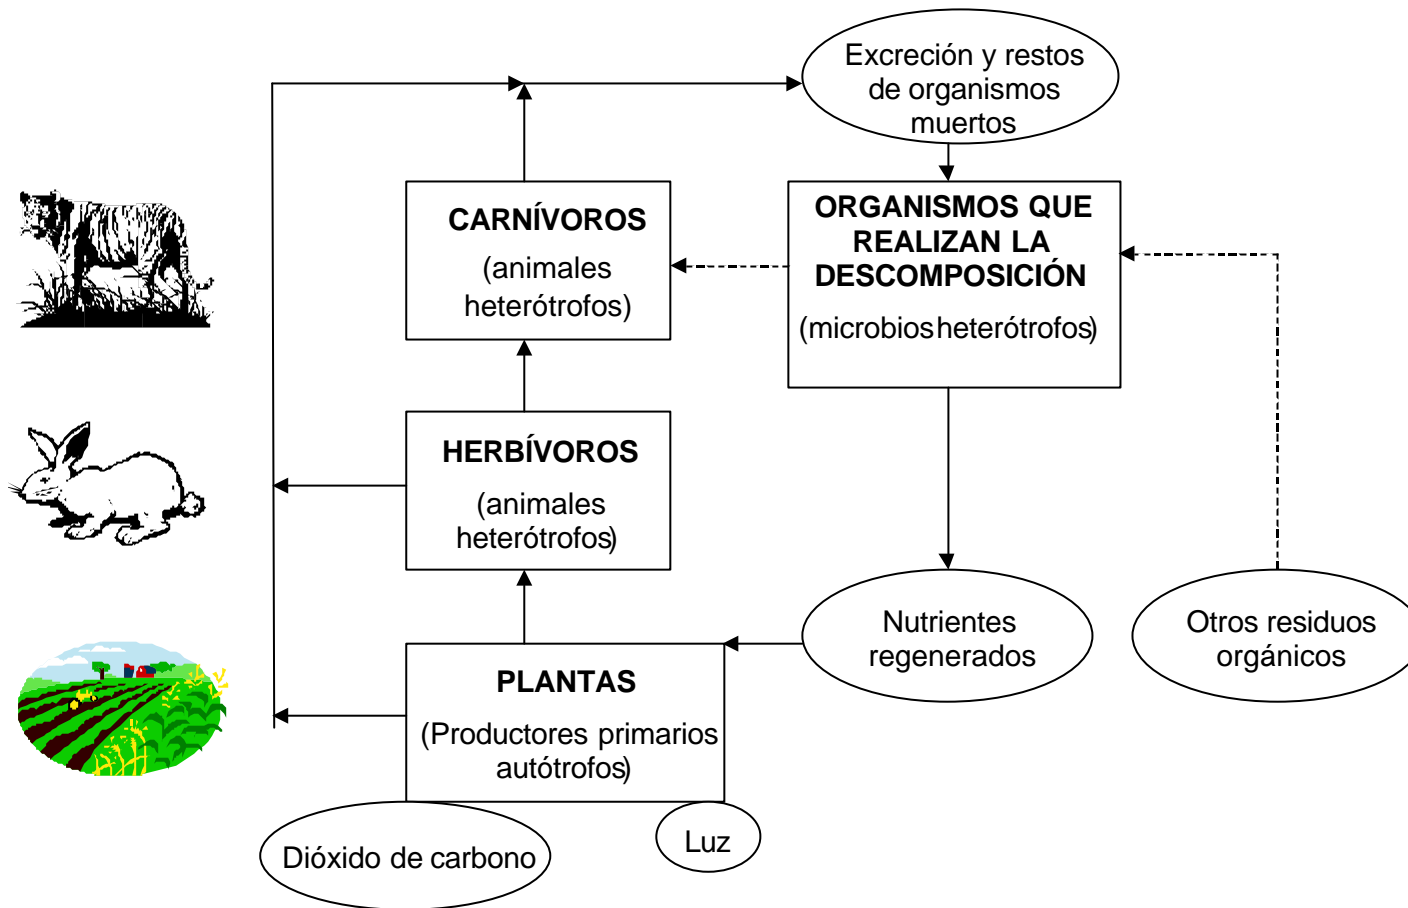 Excreción y restos
de organismos
muertos
CARNÍVOROS
(animales
heterótrofos)
ORGANISMOS QUE
REALIZAN LA
DESCOMPOSICIÓN
(microbios heterótrofos)
HERBÍVOROS
(animales
heterótrofos)
Nutrientes
regenerados
Otros residuos
orgánicos
PLANTAS
(Productores primarios
autótrofos)
Dióxido de carbono
Luz